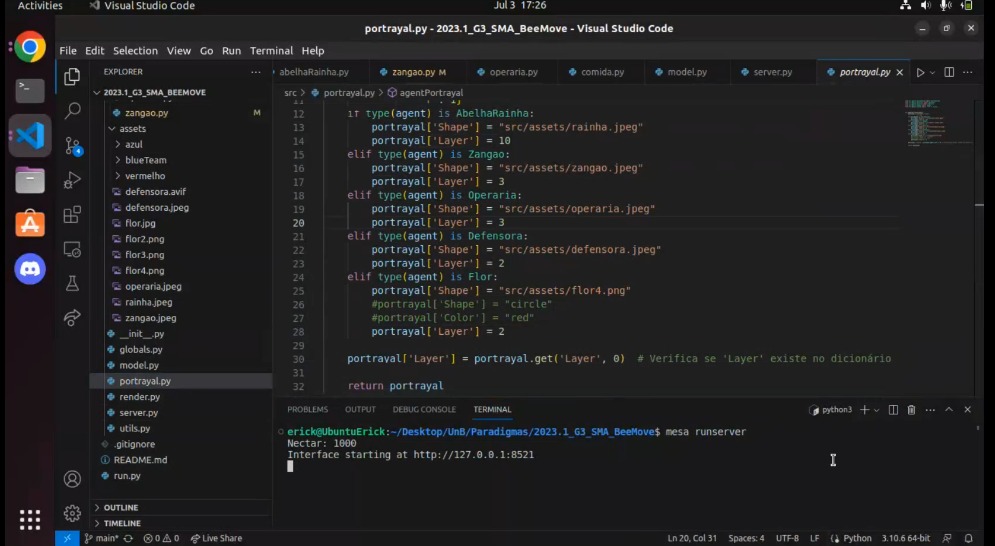 Activities
Visual Studio Code
Jul 3 17:26
portrayal.py - 2023.1_G3_SMA_BeeMove - Visual Studio Code
File Edit Selection View Go Run Terminal Help
EXPLORER
2023.1_G3_SMA_BEEMOVE
zangao.py M
assets
azul
blueTeam
vermelho
defensora.avif
defensora.jpeg
flor.jpg
flor2.png
flor3.png
flor4.png
operaria.jpeg
rainha.jpeg
zangao.jpeg
__init__.py
globals.py
model.py
portrayal.py
render.py
server.py
utils.py
.gitignore
README.md
run.py
OUTLINE
TIMELINE
abelhaRainha.py zangao.py M operaria.py comida.py model.py server.py portrayal.py
src > portrayal.py > agentPortrayal
12 if type(agent) is AbelhaRainha:
13 portrayal['Shape'] = "src/assets/rainha.jpeg"
14 portrayal['Layer'] = 10
15 elif type(agent) is Zangao:
16 portrayal['Shape'] = "src/assets/zangao.jpeg"
17 portrayal['Layer'] = 3
18 elif type(agent) is Operaria:
19 portrayal['Shape'] = "src/assets/operaria.jpeg"
20 portrayal['Layer'] = 3
21 elif type(agent) is Defensora:
22 portrayal['Shape'] = "src/assets/defensora.jpeg"
23 portrayal['Layer'] = 2
24 elif type(agent) is Flor:
25 portrayal['Shape'] = "src/assets/flor4.png"
26 #portrayal['Shape'] = "circle"
27 #portrayal['Color'] = "red"
28 portrayal['Layer'] = 2
29
30 portrayal['Layer'] = portrayal.get('Layer', 0) # Verifica se 'Layer' existe no dicionário
31
32 return portrayal
PROBLEMS OUTPUT DEBUG CONSOLE TERMINAL
python3
erick@UbuntuErick:~/Desktop/UnB/Paradigmas/2023.1_G3_SMA_BeeMove$ mesa runserver
Nectar: 1000
Interface starting at http://127.0.0.1:8521
main* 0 0 Live Share
Ln 20, Col 31 Spaces: 4 UTF-8 LF Python 3.10.6 64-bit